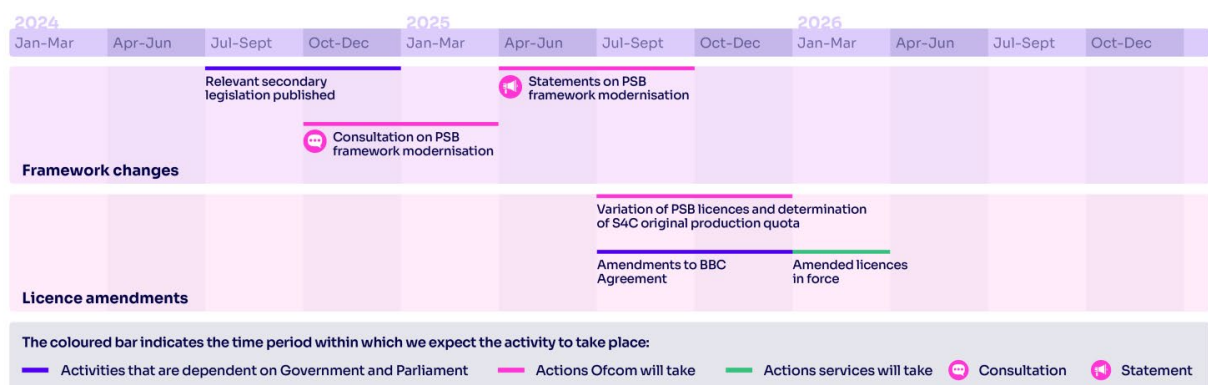 2024 2025 2026
Jan-Mar Apr-Jun Jul-Sept Oct-Dec Jan-Mar Apr-Jun Jul-Sept Oct-Dec Jan-Mar Apr-Jun Jul-Sept Oct-Dec
Relevant secondary
legislation published
Statements on PSB
framework modernisation
Consultation on PSB
framework modernisation
Framework changes
Variation of PSB licences and determination
of S4C original production quota
Amendments to BBC
Agreement
Amended licences
in force
Licence amendments
The coloured bar indicates the time period within which we expect the activity to take place:
Activities that are dependent on Government and Parliament Actions Ofcom will take Actions services will take Consultation Statement